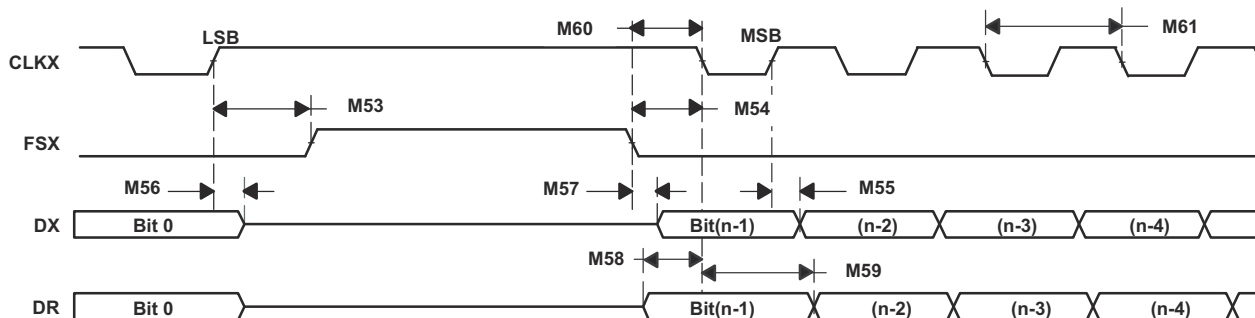 LSB
M60
MSB
M61
CLKX
M53
M54
FSX
M56
M57
M55
DX
Bit 0
Bit(n-1)
(n-2)
(n-3)
(n-4)
M58
M59
DR
Bit 0
Bit(n-1)
(n-2)
(n-3)
(n-4)